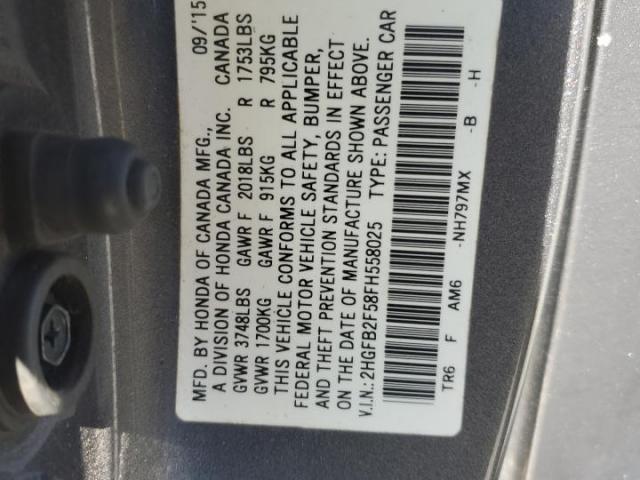 MFD. BY HONDA OF CANADA MFG., 09/15
A DIVISION OF HONDA CANADA INC. CANADA
GVWR 3748LBS GAWR F 2018LBS R 1753LBS
GVWR 1700KG GAWR F 915KG R 795KG
THIS VEHICLE CONFORMS TO ALL APPLICABLE
FEDERAL MOTOR VEHICLE SAFETY, BUMPER,
AND THEFT PREVENTION STANDARDS IN EFFECT
ON THE DATE OF MANUFACTURE SHOWN ABOVE.
V.I.N.: 2HGFB2F58FH558025 TYPE: PASSENGER CAR
TR6 F AM6 -NH797MX -B -H